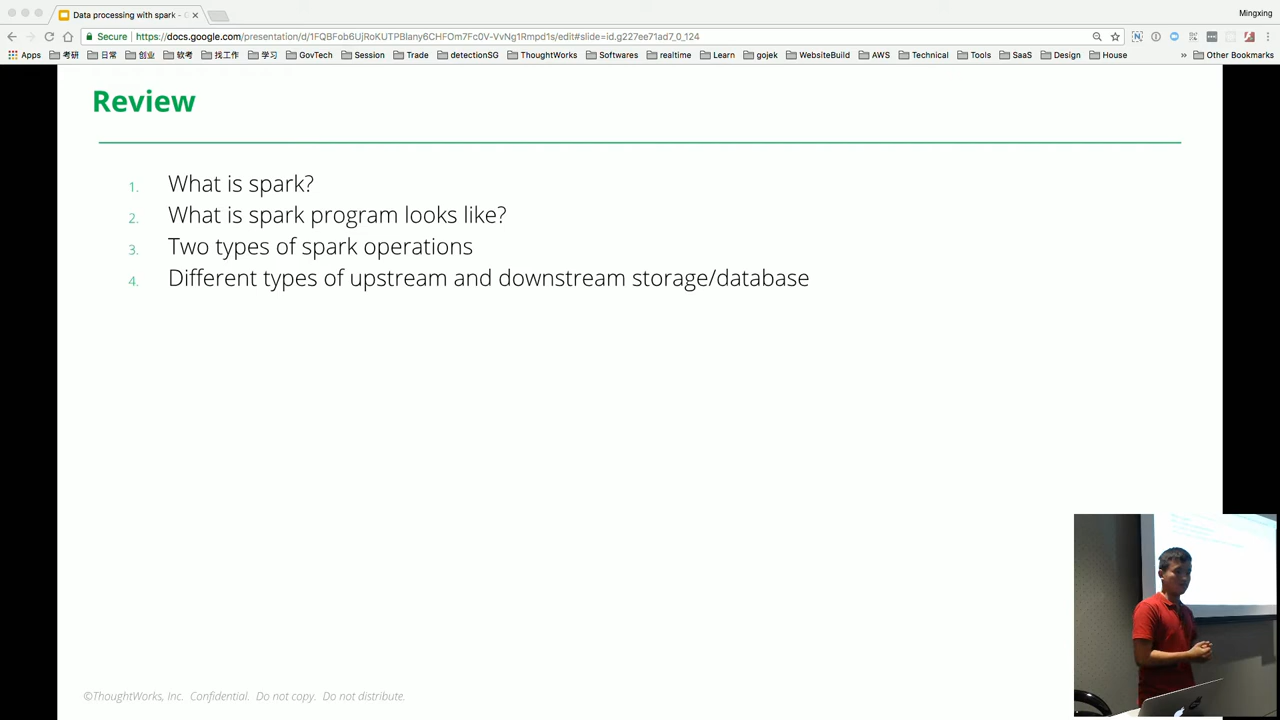 Data processing with spark -
Mingxing
Secure | https://docs.google.com/presentation/d/1FQBFob6UjRoKUTPBIany6CHFOm7Fc0V-VvNg1Rmpd1s/edit#slide=id.g227ee71ad7_0_124
Apps 考研 日常 创业 软考 找工作 学习 GovTech Session Trade detectionSG ThoughtWorks Softwares realtime Learn gojek WebsiteBuild AWS Technical Tools SaaS Design House » Other Bookmarks
Review
1. What is spark?
2. What is spark program looks like?
3. Two types of spark operations
4. Different types of upstream and downstream storage/database
©ThoughtWorks, Inc. Confidential. Do not copy. Do not distribute.